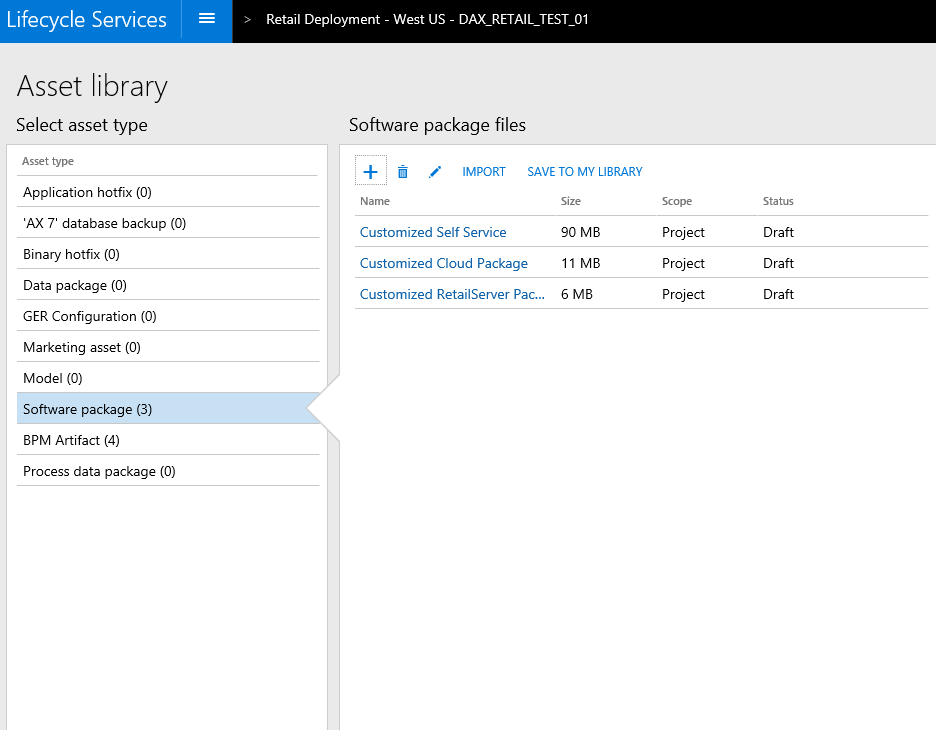 Lifecycle Services
> Retail Deployment - West US - DAX_RETAIL_TEST_01
Asset library
Select asset type
Asset type
Application hotfix (0)
'AX 7' database backup (0)
Binary hotfix (0)
Data package (0)
GER Configuration (0)
Marketing asset (0)
Model (0)
Software package (3)
BPM Artifact (4)
Process data package (0)
Software package files
+ IMPORT SAVE TO MY LIBRARY
Name Size Scope Status
Customized Self Service 90 MB Project Draft
Customized Cloud Package 11 MB Project Draft
Customized RetailServer Pac... 6 MB Project Draft